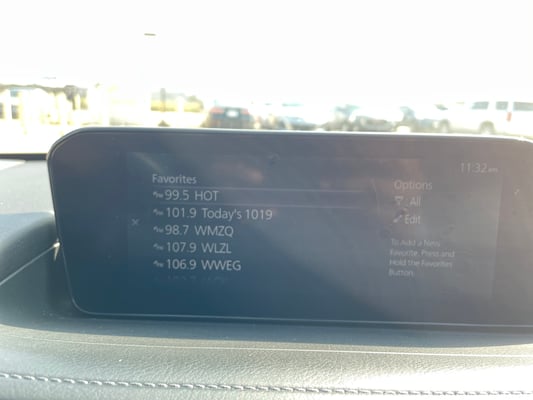 11:32 AM
Favorites
99.5 HOT
101.9 Today's 1019
98.7 WMZQ
107.9 WLZL
106.9 WWEG
Options
All
Edit
To Add a New
Favorite, Press and
Hold the Favorites
Button.